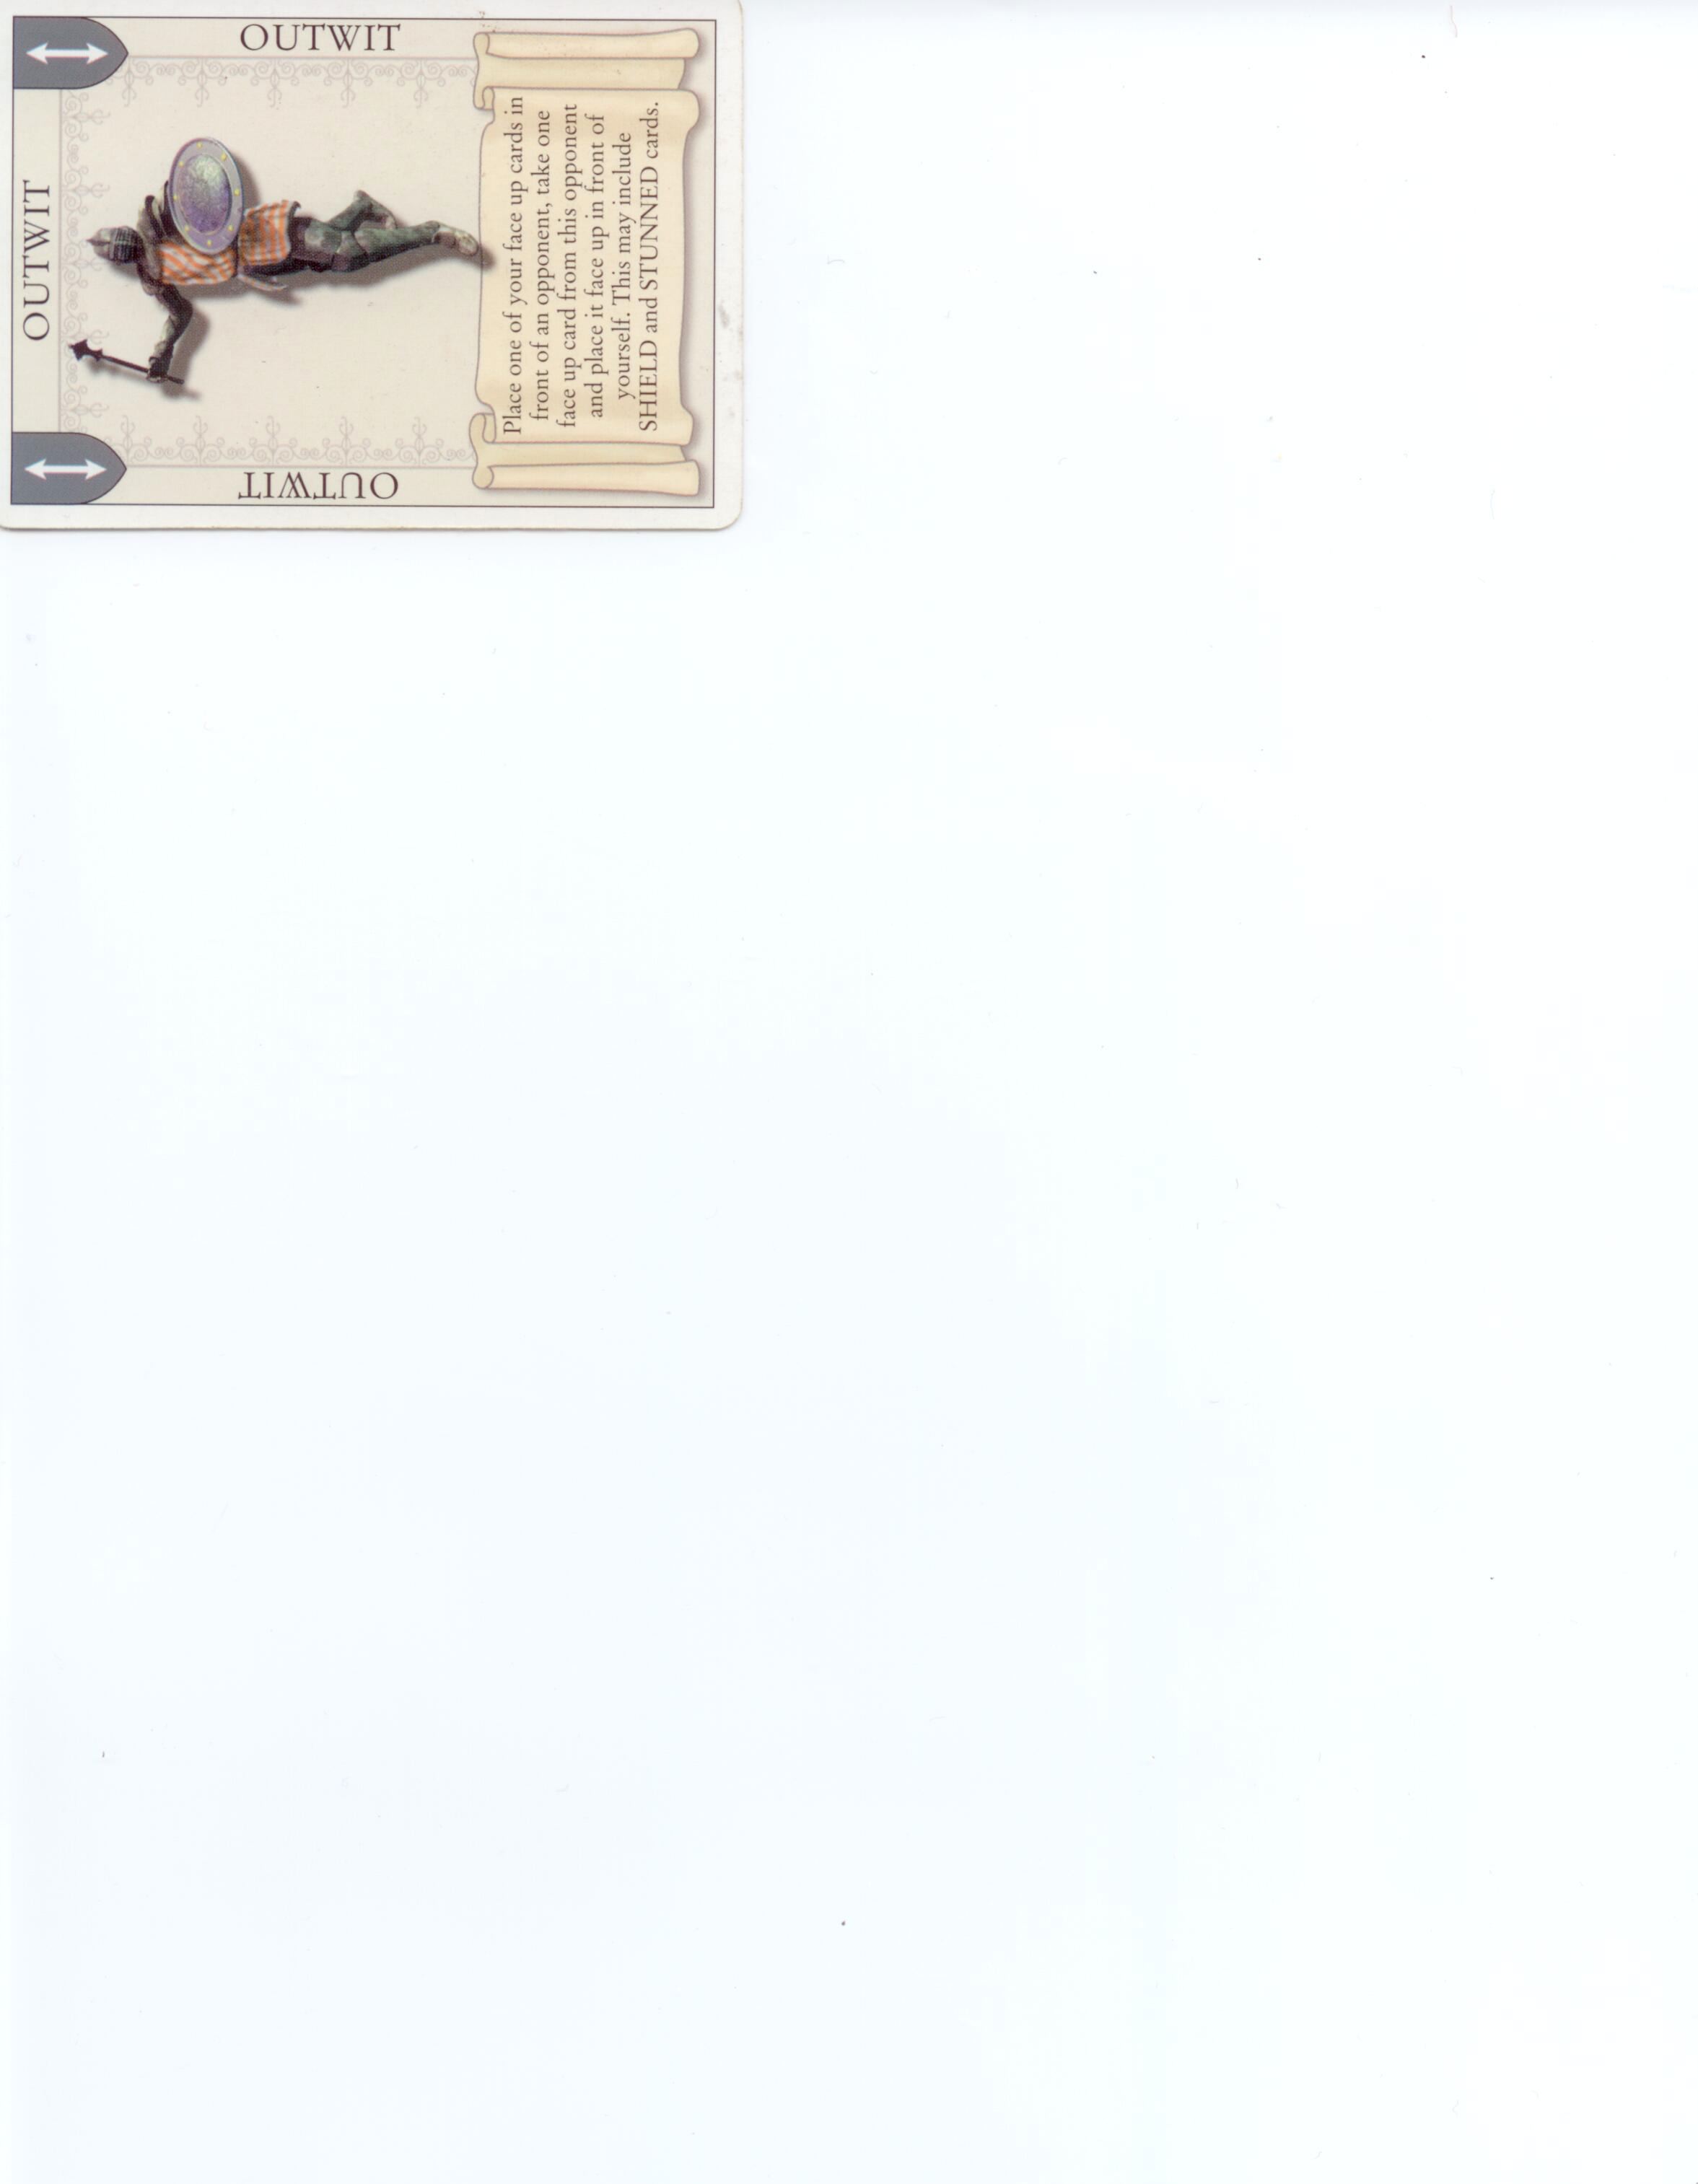 OUTWIT
OUTWIT
OUTWIT
Place one of your face up cards in
front of an opponent, take one
face up card from this opponent
and place it face up in front of
yourself. This may include
SHIELD and STUNNED cards.